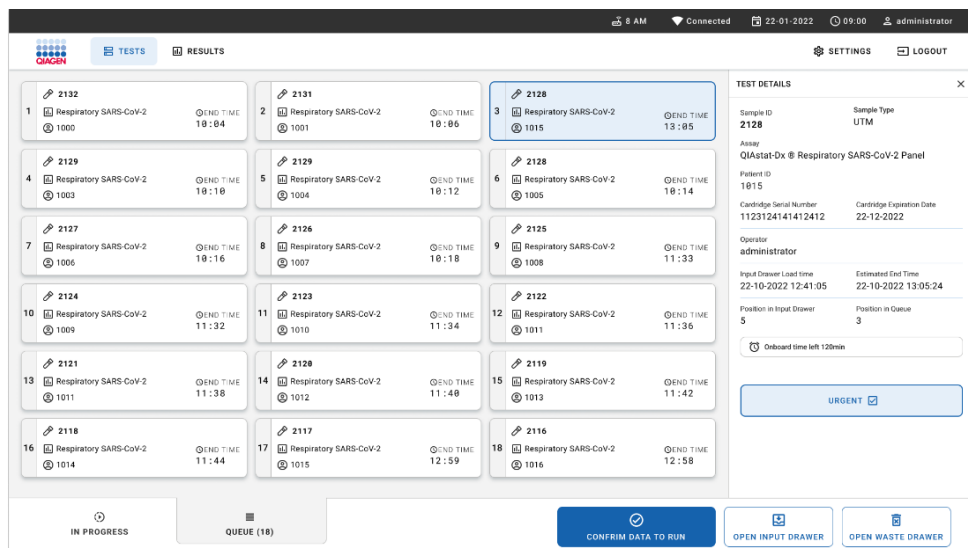 8 AM Connected 22-01-2022 09:00 administrator
QIAGEN TESTS RESULTS SETTINGS LOGOUT
1 2132 Respiratory SARS-CoV-2 1000 END TIME 10:04
2 2131 Respiratory SARS-CoV-2 1001 END TIME 10:06
3 2128 Respiratory SARS-CoV-2 1015 END TIME 13:05
4 2129 Respiratory SARS-CoV-2 1003 END TIME 10:10
5 2129 Respiratory SARS-CoV-2 1004 END TIME 10:12
6 2128 Respiratory SARS-CoV-2 1005 END TIME 10:14
7 2127 Respiratory SARS-CoV-2 1006 END TIME 10:16
8 2126 Respiratory SARS-CoV-2 1007 END TIME 10:18
9 2125 Respiratory SARS-CoV-2 1008 END TIME 11:33
10 2124 Respiratory SARS-CoV-2 1009 END TIME 11:32
11 2123 Respiratory SARS-CoV-2 1010 END TIME 11:34
12 2122 Respiratory SARS-CoV-2 1011 END TIME 11:36
13 2121 Respiratory SARS-CoV-2 1011 END TIME 11:38
14 2120 Respiratory SARS-CoV-2 1012 END TIME 11:40
15 2119 Respiratory SARS-CoV-2 1013 END TIME 11:42
16 2118 Respiratory SARS-CoV-2 1014 END TIME 11:44
17 2117 Respiratory SARS-CoV-2 1015 END TIME 12:59
18 2116 Respiratory SARS-CoV-2 1016 END TIME 12:58
TEST DETAILS
Sample ID Sample Type
2128 UTM
Assay
QIAstat-Dx ® Respiratory SARS-CoV-2 Panel
Patient ID
1015
Cardridge Serial Number Cardridge Expiration Date
1123124141412412 22-12-2022
Operator
administrator
Input Drawer Load time Estimated End Time
22-10-2022 12:41:05 22-10-2022 13:05:24
Position in Input Drawer Position in Queue
5 3
Onboard time left 120min
URGENT
IN PROGRESS QUEUE (18) CONFRIM DATA TO RUN OPEN INPUT DRAWER OPEN WASTE DRAWER